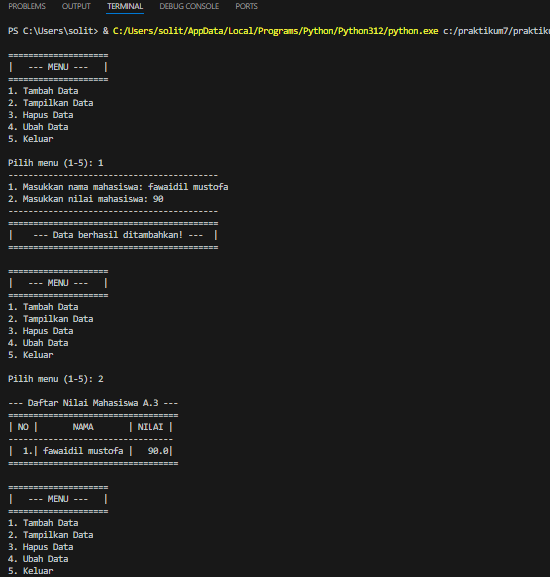 PROBLEMS OUTPUT TERMINAL DEBUG CONSOLE PORTS
PS C:\Users\solit> & C:/Users/solit/AppData/Local/Programs/Python/Python312/python.exe c:/praktikum7/praktiku
====================
|   --- MENU ---   |
====================
1. Tambah Data
2. Tampilkan Data
3. Hapus Data
4. Ubah Data
5. Keluar
Pilih menu (1-5): 1
------------------------------------------
1. Masukkan nama mahasiswa: fawaidil mustofa
2. Masukkan nilai mahasiswa: 90
------------------------------------------
==========================================
|    --- Data berhasil ditambahkan! ---  |
==========================================
====================
|   --- MENU ---   |
====================
1. Tambah Data
2. Tampilkan Data
3. Hapus Data
4. Ubah Data
5. Keluar
Pilih menu (1-5): 2
--- Daftar Nilai Mahasiswa A.3 ---
==================================
| NO |       NAMA       | NILAI |
---------------------------------
|  1.| fawaidil mustofa |   90.0|
==================================
====================
|   --- MENU ---   |
====================
1. Tambah Data
2. Tampilkan Data
3. Hapus Data
4. Ubah Data
5. Keluar